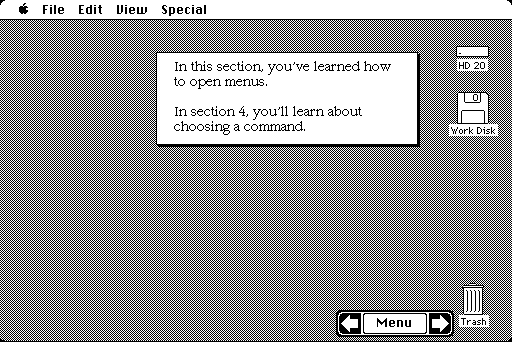 File Edit View Special
In this section, you've learned how
to open menus.
In section 4, you'll learn about
choosing a command.
HD 20
Work Disk
Menu
Trash